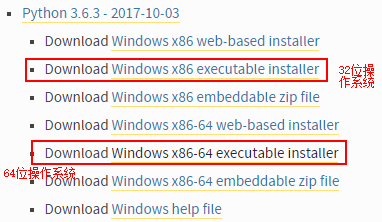 Python 3.6.3 - 2017-10-03
Download Windows x86 web-based installer
Download Windows x86 executable installer
32位操
作系统
Download Windows x86 embeddable zip file
Download Windows x86-64 web-based installer
Download Windows x86-64 executable installer
64位操作系统
Download Windows x86-64 embeddable zip file
Download Windows help file